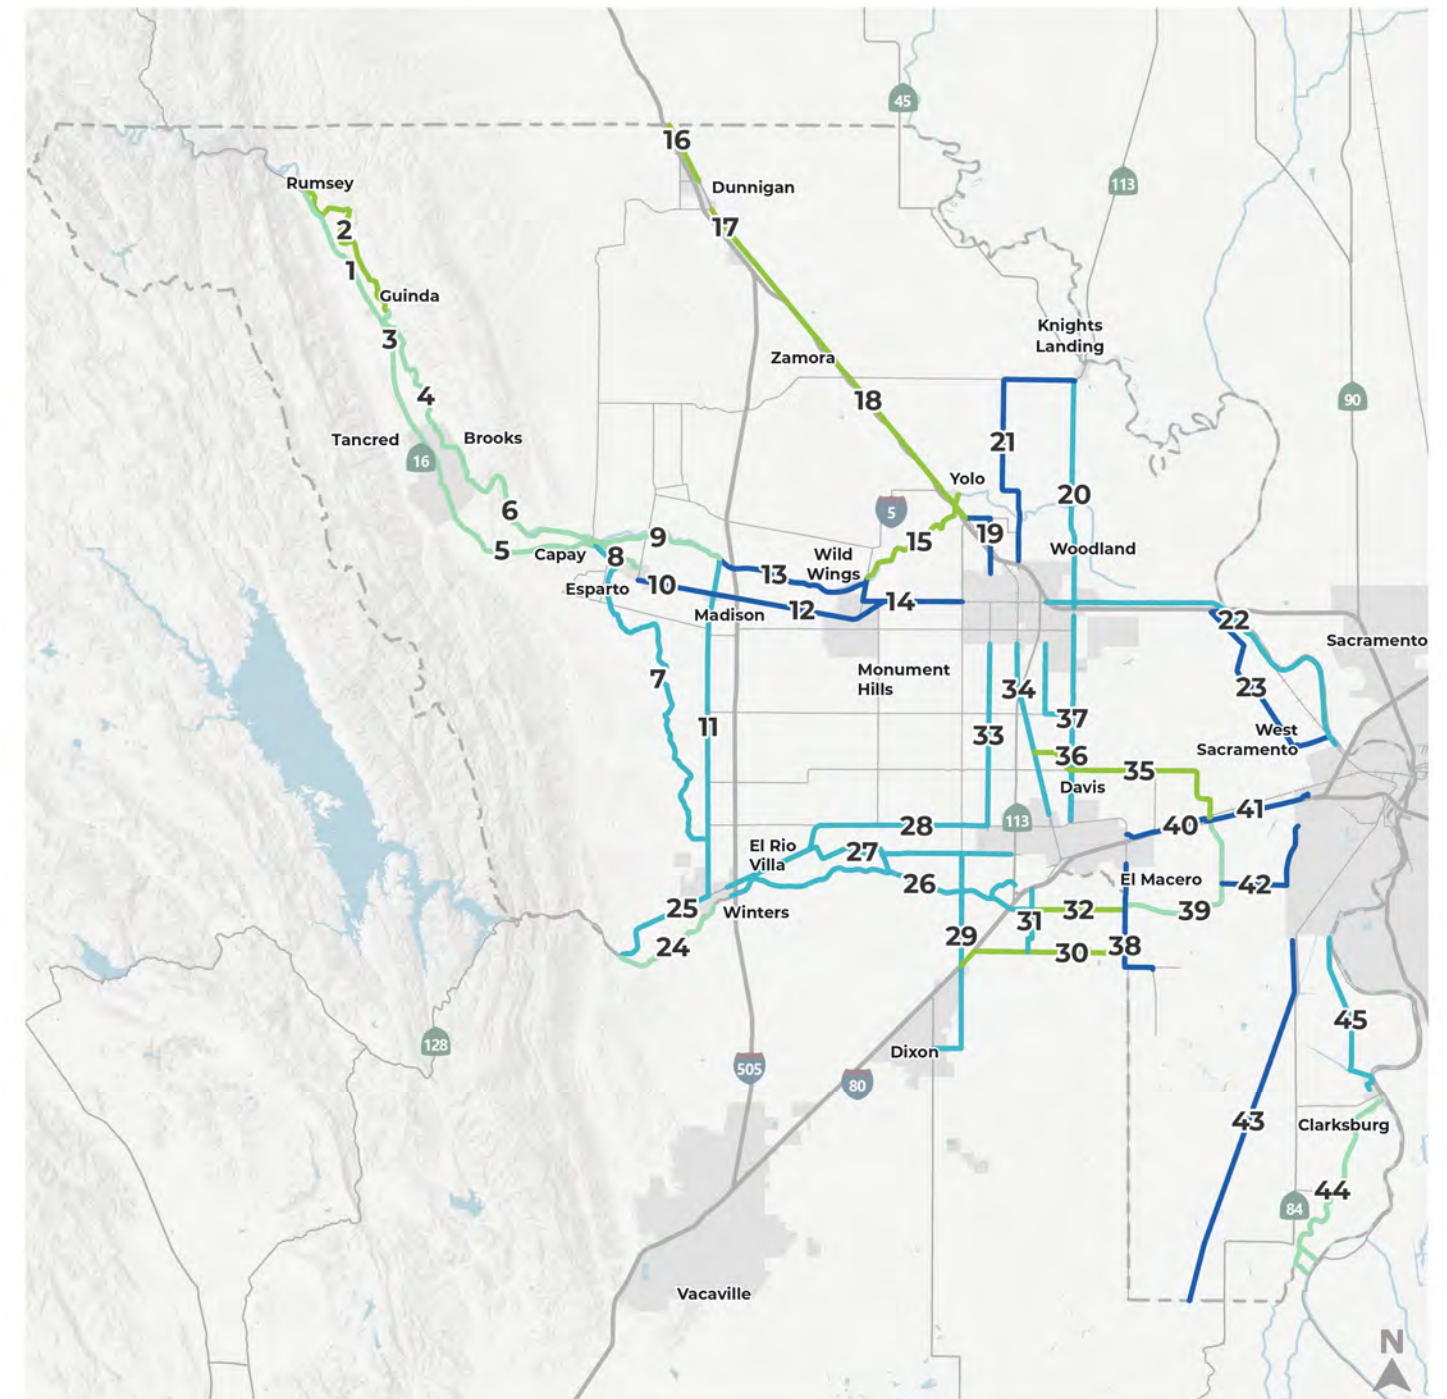 45
16
113
Rumsey
Dunnigan
2
17
1
Guinda
Knights
Landing
3
Zamora
4
18
90
Tancred
Brooks
21
16
Yolo
20
6
5
19
9
15
5
Capay
8
Wild
Wings
Woodland
13
Esparto
10
14
12
Madison
22
Sacramento
7
Monument
Hills
34
23
11
33
37
West
Sacramento
36
35
Davis
41
113
28
40
El Rio
Villa
27
26
El Macero
42
25
Winters
32
39
31
24
29
30
38
45
128
Dixon
505
80
43
Clarksburg
44
84
Vacaville
N